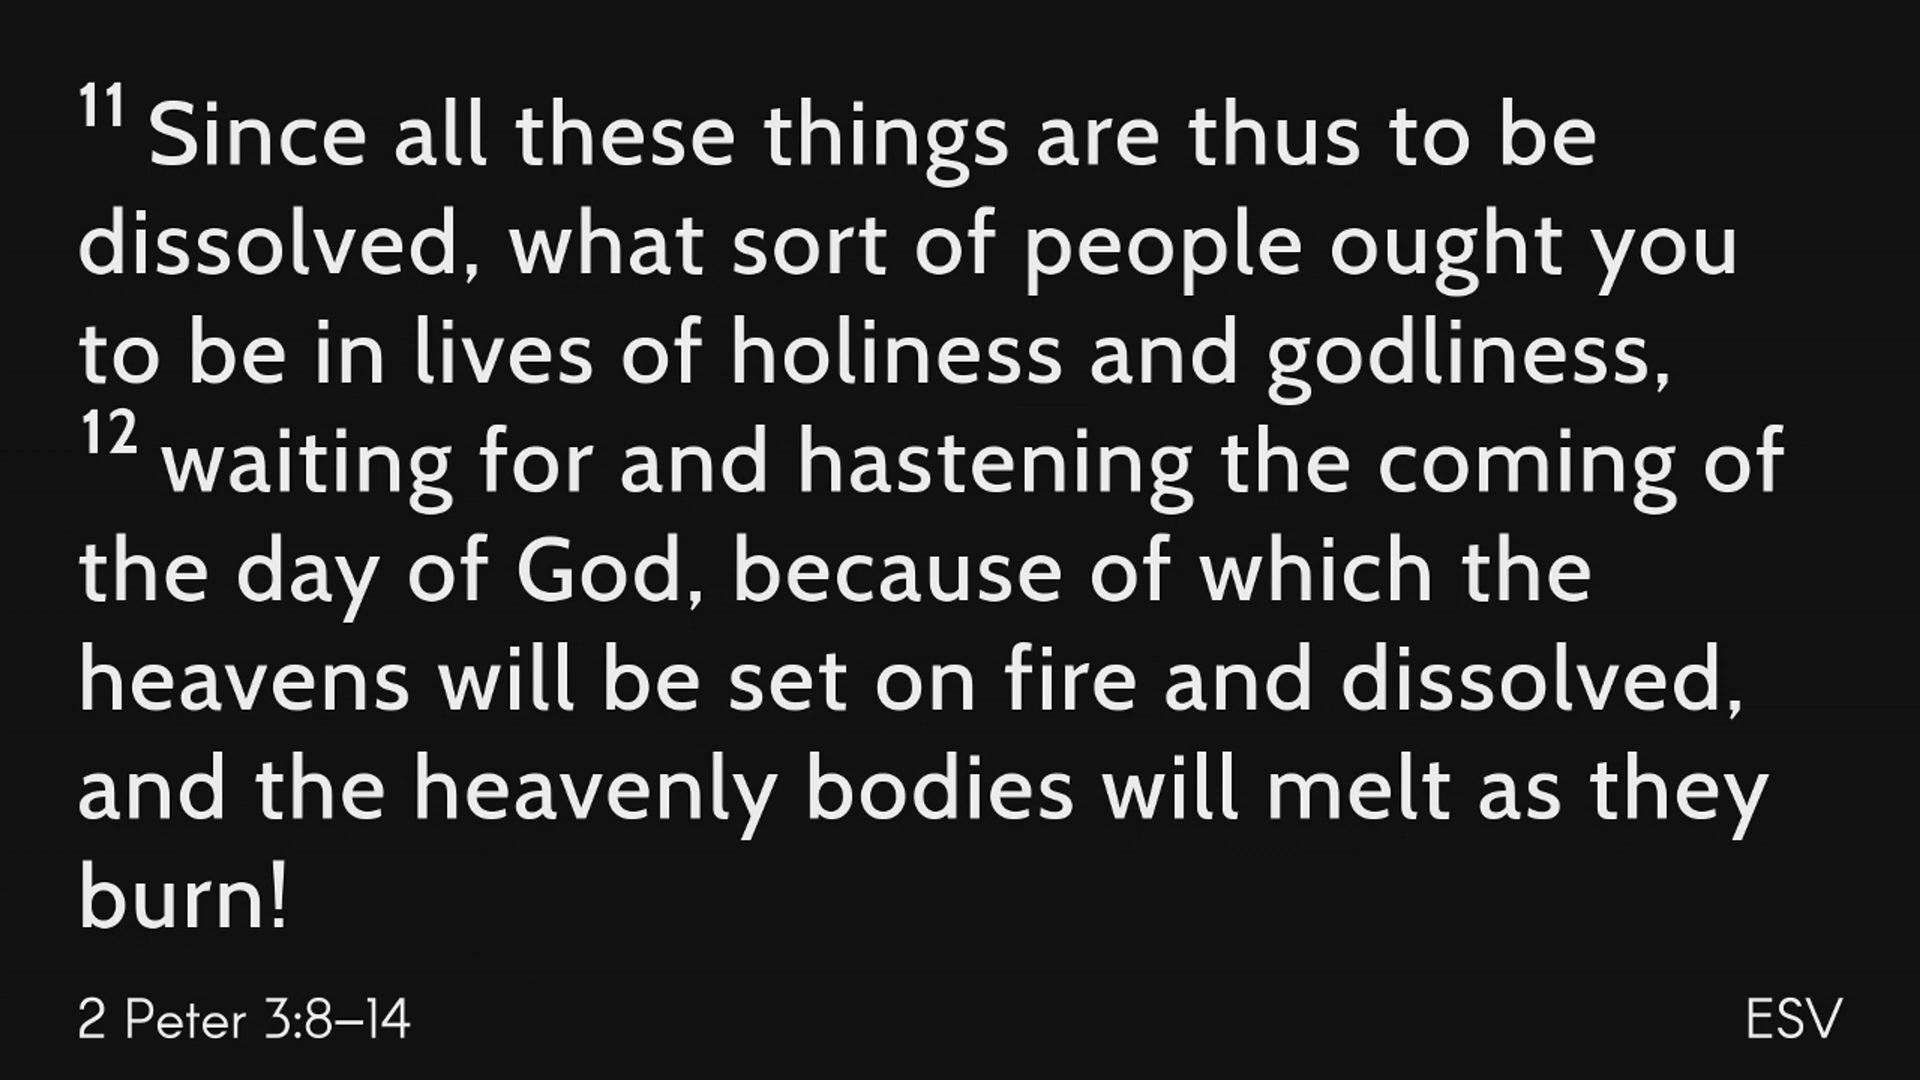 11 Since all these things are thus to be
dissolved, what sort of people ought you
to be in lives of holiness and godliness,
12 waiting for and hastening the coming of
the day of God, because of which the
heavens will be set on fire and dissolved,
and the heavenly bodies will melt as they
burn!
2 Peter 3:8–14
ESV